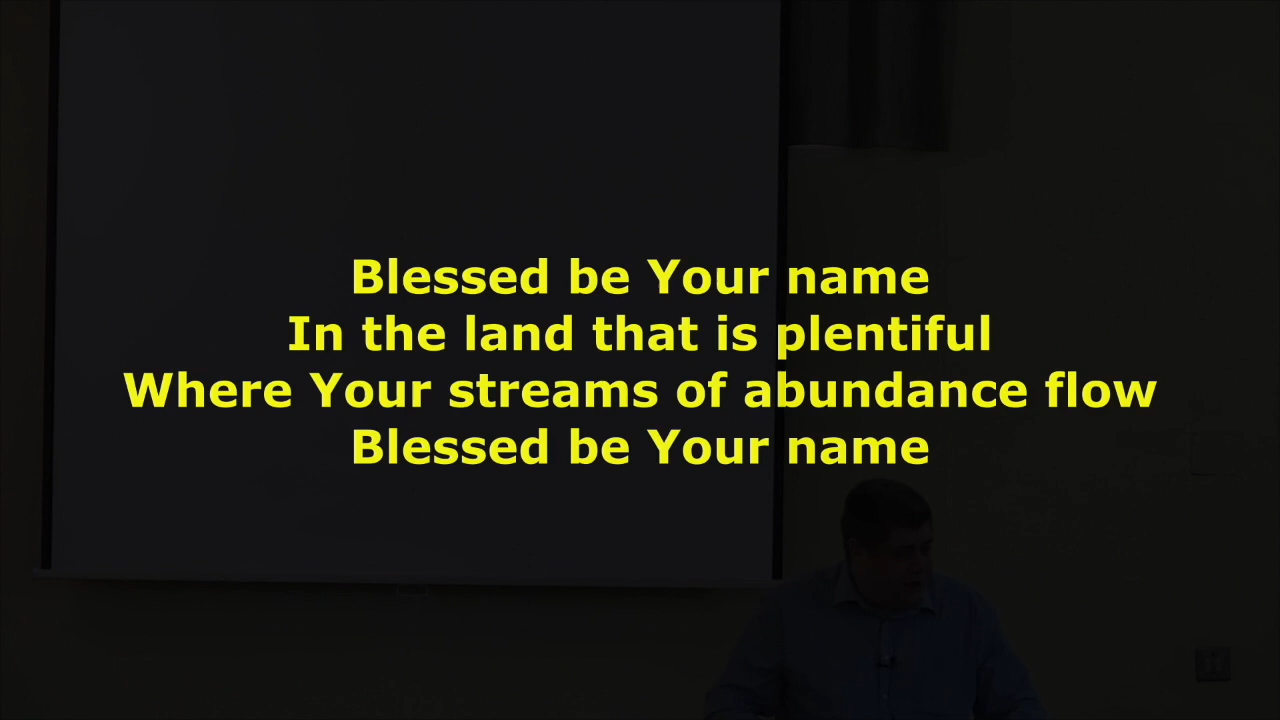 Blessed be Your name
In the land that is plentiful
Where Your streams of abundance flow
Blessed be Your name